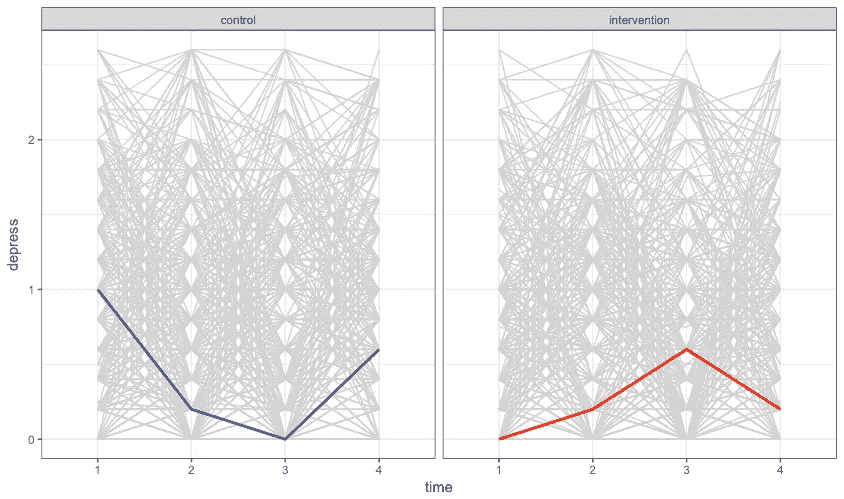 control
intervention
depress
2
1
0
1 2 3 4
1 2 3 4
time